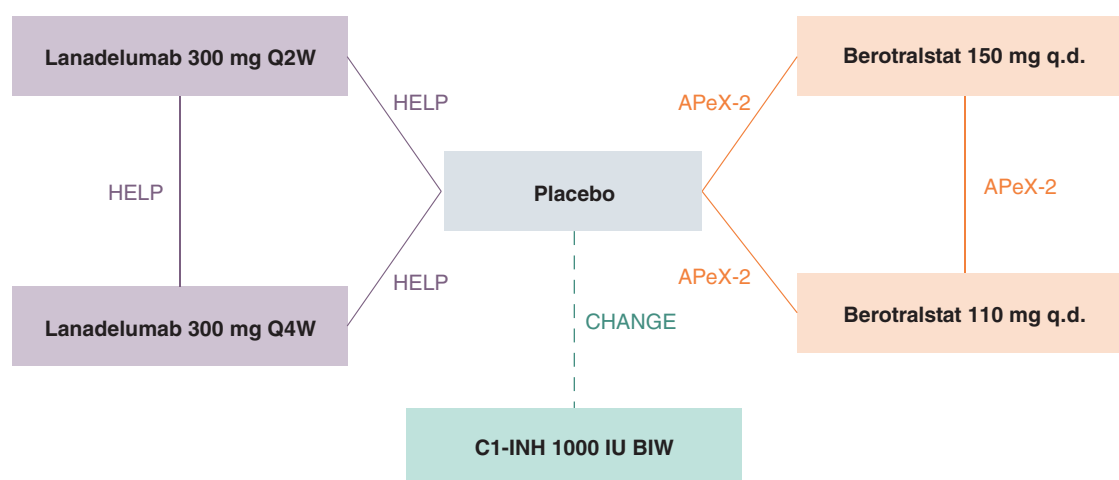 Lanadelumab 300 mg Q2W
Berotralstat 150 mg q.d.
HELP
APeX-2
HELP
Placebo
APeX-2
HELP
APeX-2
Lanadelumab 300 mg Q4W
CHANGE
Berotralstat 110 mg q.d.
C1-INH 1000 IU BIW